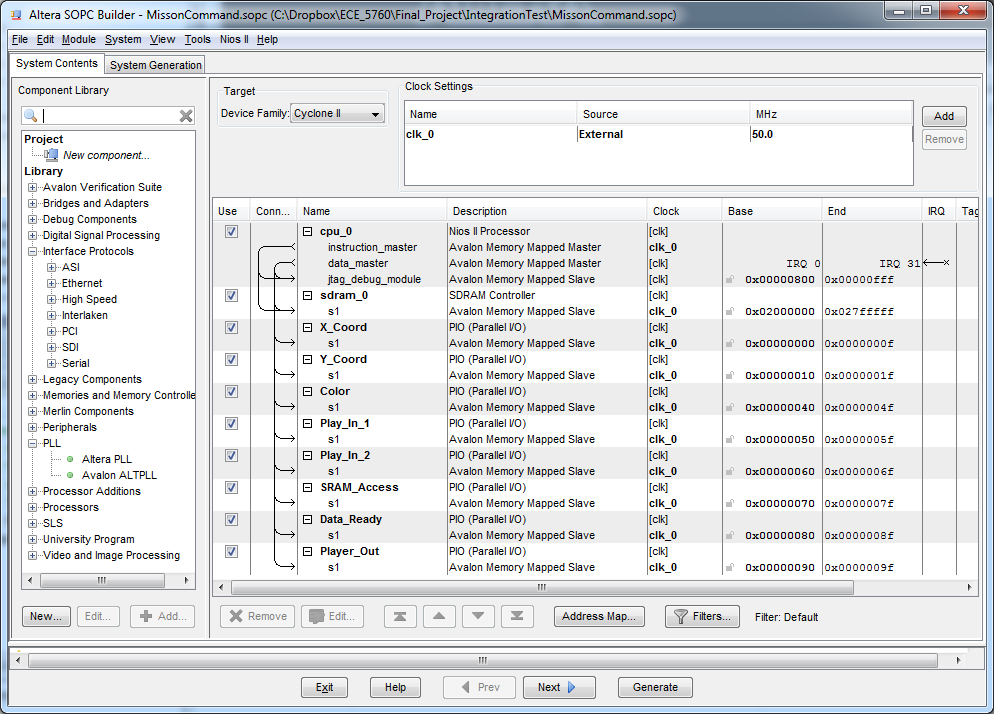 Altera SOPC Builder - MissonCommand.sopc (C:\Dropbox\ECE_5760\Final_Project\IntegrationTest\MissonCommand.sopc)
File Edit Module System View Tools Nios II Help
System Contents System Generation
Component Library
Project
New component...
Library
Avalon Verification Suite
Bridges and Adapters
Debug Components
Digital Signal Processing
Interface Protocols
ASI
Ethernet
High Speed
Interlaken
PCI
SDI
Serial
Legacy Components
Memories and Memory Controlle
Merlin Components
Peripherals
PLL
Altera PLL
Avalon ALTPLL
Processor Additions
Processors
SLS
University Program
Video and Image Processing
New... Edit... Add...
Target
Device Family: Cyclone II
Clock Settings
Name Source MHz
clk_0 External 50.0
Add
Remove
Use Conn... Name Description Clock Base End IRQ Tag
cpu_0 Nios II Processor [clk]
instruction_master Avalon Memory Mapped Master clk_0
data_master Avalon Memory Mapped Master [clk] IRQ 0 IRQ 31
jtag_debug_module Avalon Memory Mapped Slave [clk] 0x00000800 0x00000fff
sdram_0 SDRAM Controller [clk]
s1 Avalon Memory Mapped Slave clk_0 0x02000000 0x027fffff
X_Coord PIO (Parallel I/O) [clk]
s1 Avalon Memory Mapped Slave clk_0 0x00000000 0x0000000f
Y_Coord PIO (Parallel I/O) [clk]
s1 Avalon Memory Mapped Slave clk_0 0x00000010 0x0000001f
Color PIO (Parallel I/O) [clk]
s1 Avalon Memory Mapped Slave clk_0 0x00000040 0x0000004f
Play_In_1 PIO (Parallel I/O) [clk]
s1 Avalon Memory Mapped Slave clk_0 0x00000050 0x0000005f
Play_In_2 PIO (Parallel I/O) [clk]
s1 Avalon Memory Mapped Slave clk_0 0x00000060 0x0000006f
SRAM_Access PIO (Parallel I/O) [clk]
s1 Avalon Memory Mapped Slave clk_0 0x00000070 0x0000007f
Data_Ready PIO (Parallel I/O) [clk]
s1 Avalon Memory Mapped Slave clk_0 0x00000080 0x0000008f
Player_Out PIO (Parallel I/O) [clk]
s1 Avalon Memory Mapped Slave clk_0 0x00000090 0x0000009f
Remove Edit... Address Map... Filters... Filter: Default
Exit Help Prev Next Generate